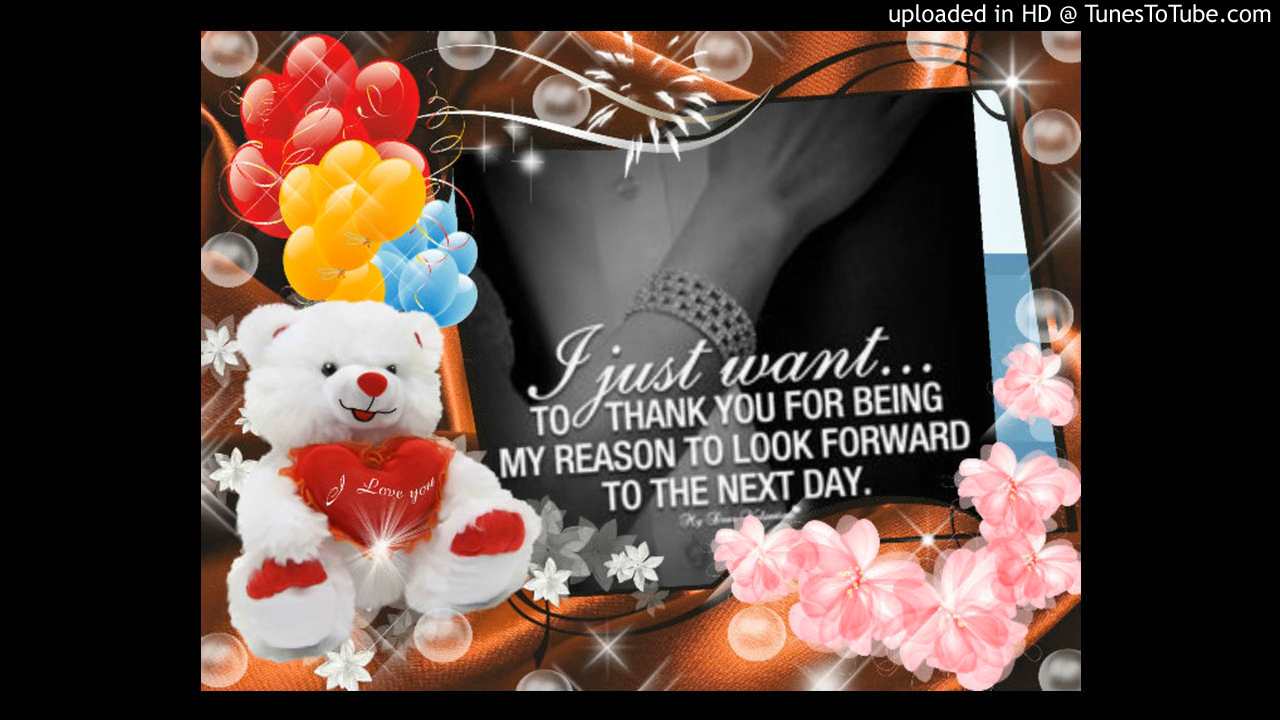 uploaded in HD @ TunesToTube.com
I just want...
TO THANK YOU FOR BEING
MY REASON TO LOOK FORWARD
TO THE NEXT DAY.
I Love you